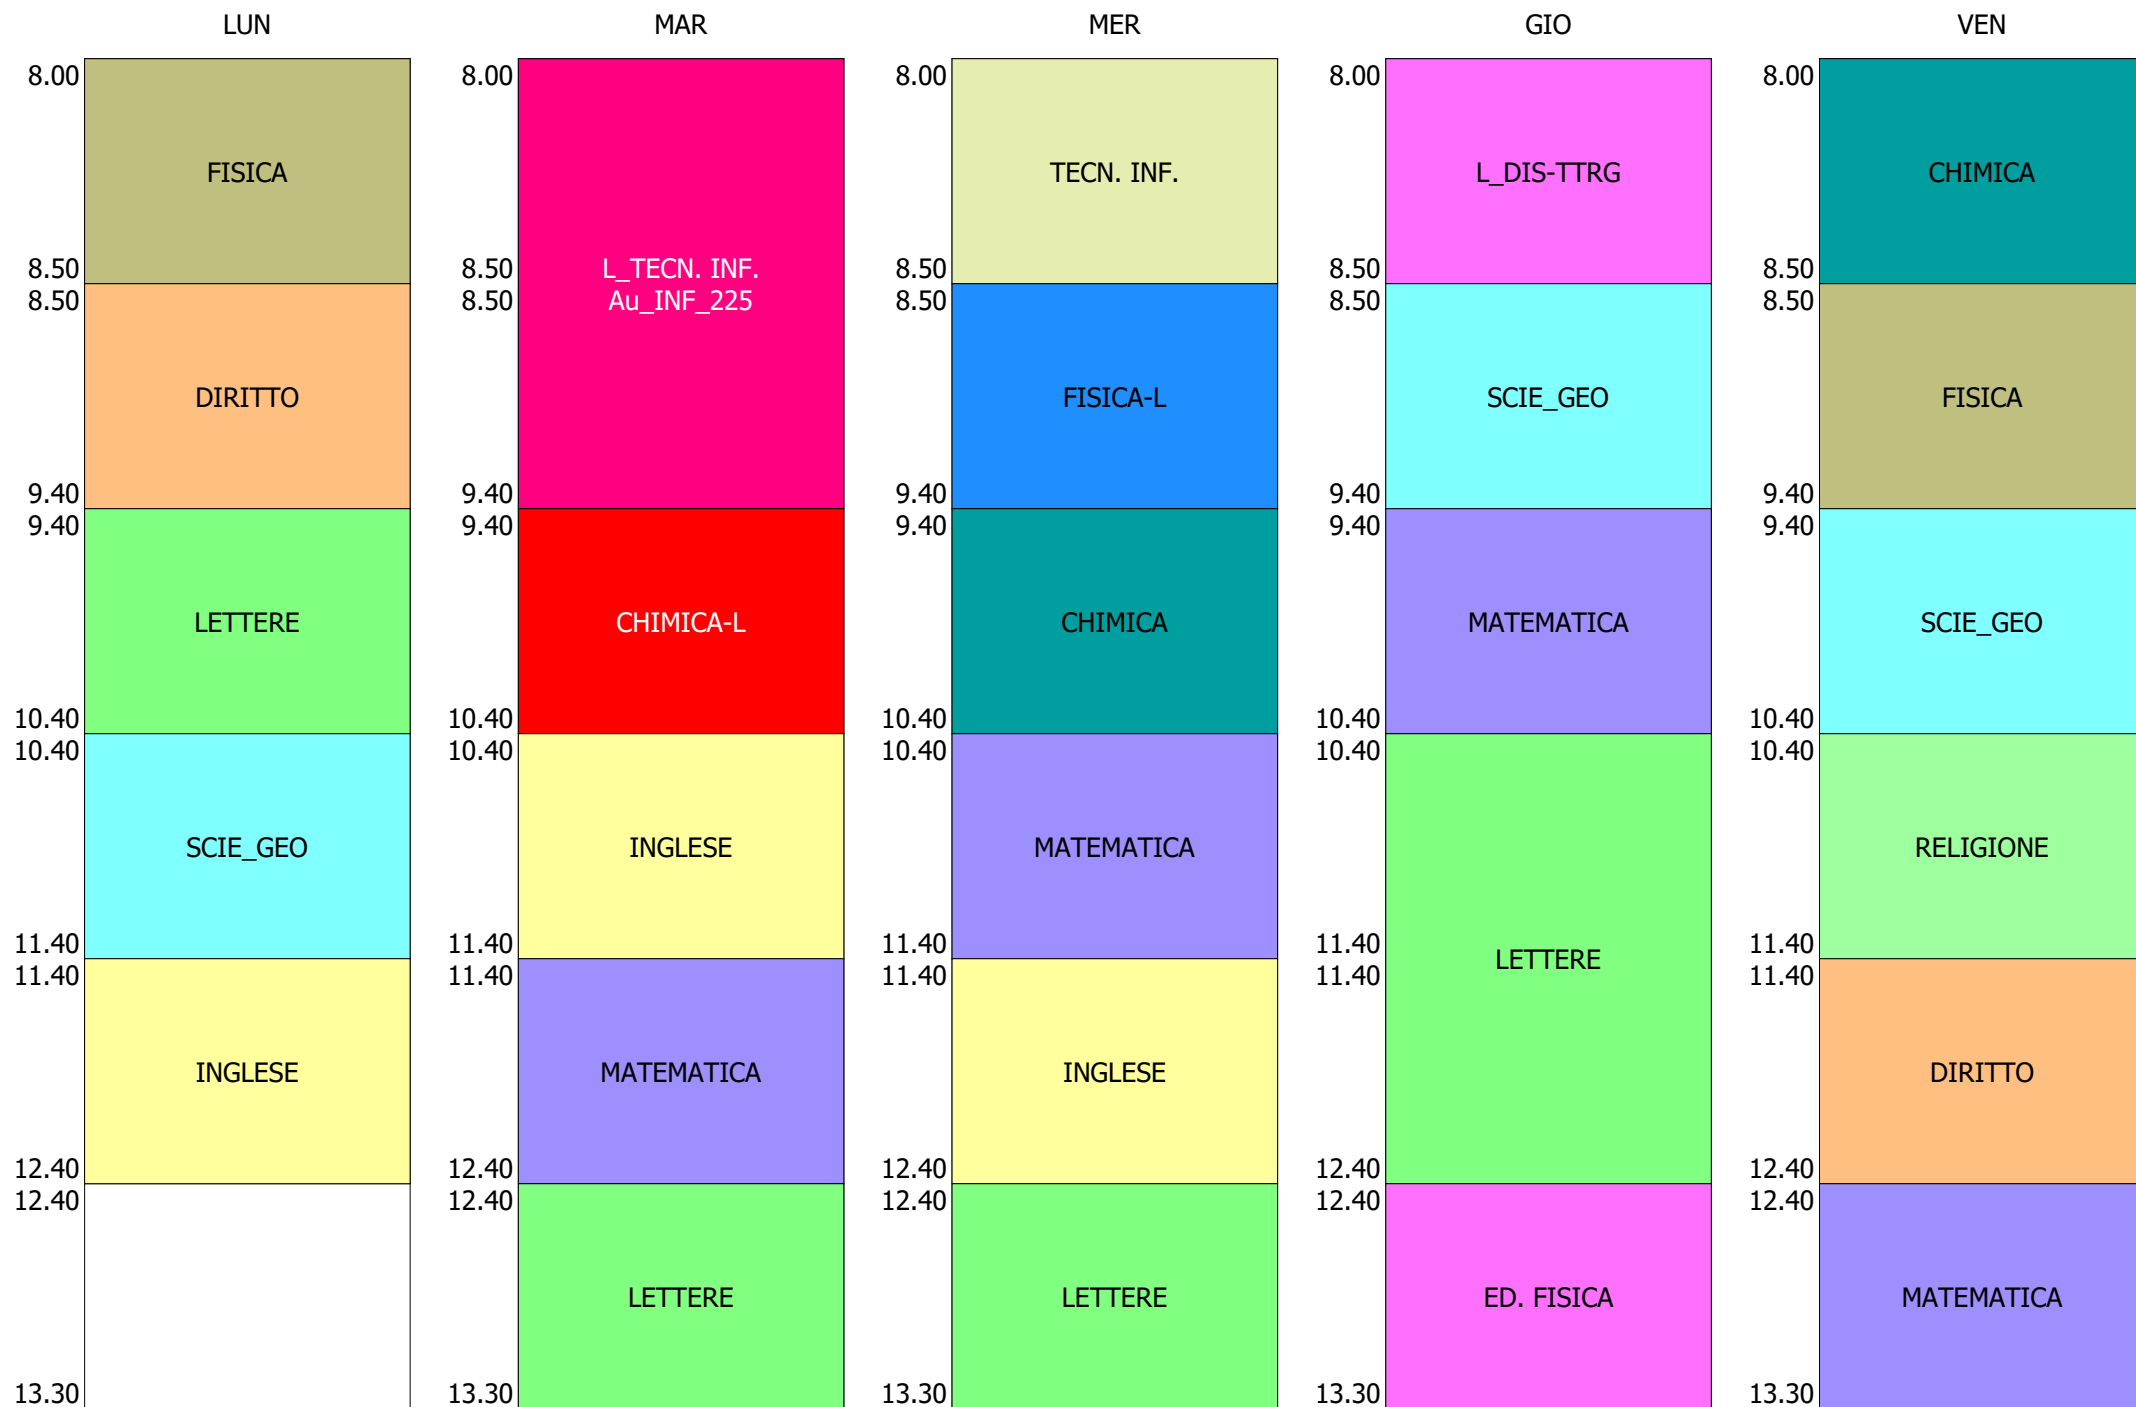 LUN MAR MER GIO VEN
8.00 8.00 8.00 8.00 8.00
FISICA TECN. INF. L_DIS-TTRG CHIMICA
8.50 8.50 L_TECN. INF. 8.50 8.50 8.50
8.50 8.50 Au_INF_225 8.50 8.50 8.50
DIRITTO FISICA-L SCIE_GEO FISICA
9.40 9.40 9.40 9.40 9.40
9.40 9.40 9.40 9.40 9.40
LETTERE CHIMICA-L CHIMICA MATEMATICA SCIE_GEO
10.40 10.40 10.40 10.40 10.40
10.40 10.40 10.40 10.40 10.40
SCIE_GEO INGLESE MATEMATICA RELIGIONE
11.40 11.40 11.40 11.40 11.40
LETTERE
11.40 11.40 11.40 11.40 11.40
INGLESE MATEMATICA INGLESE DIRITTO
12.40 12.40 12.40 12.40 12.40
12.40 12.40 12.40 12.40 12.40
LETTERE LETTERE ED. FISICA MATEMATICA
13.30 13.30 13.30 13.30 13.30